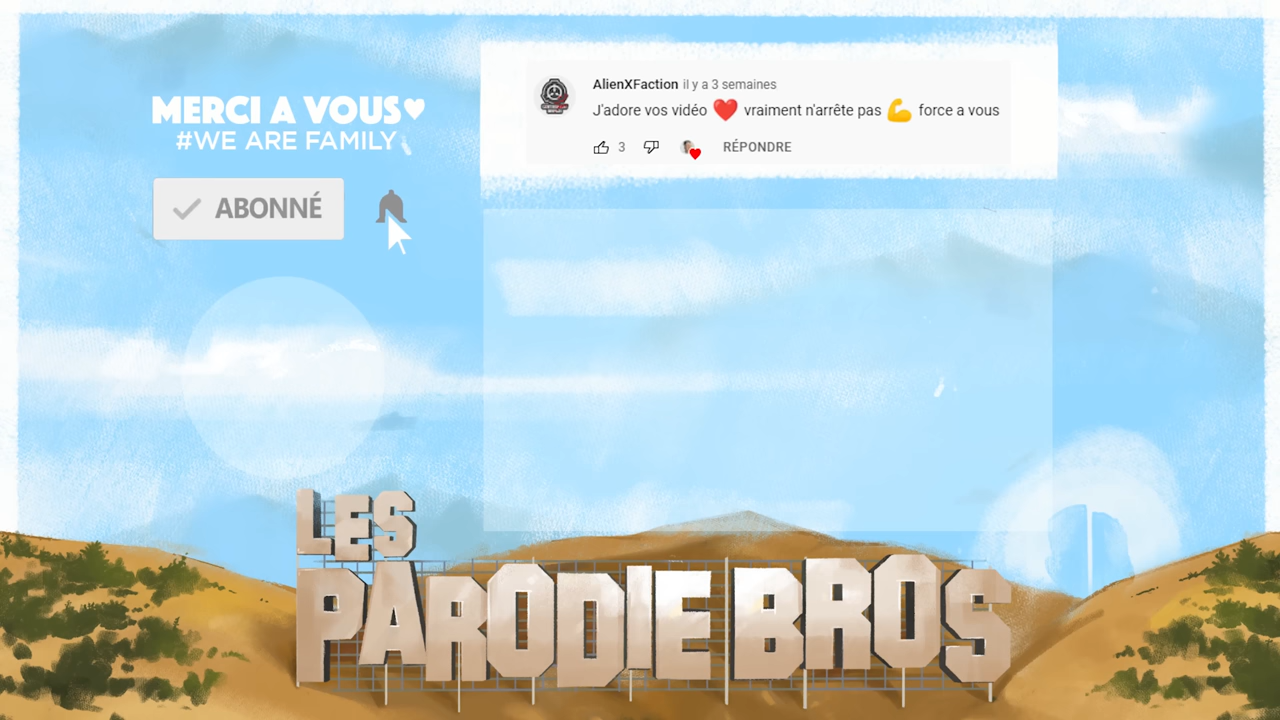 MERCI A VOUS♥
#WE ARE FAMILY
ABONNÉ
AlienXFaction il y a 3 semaines
J'adore vos vidéo ❤️ vraiment n'arrête pas 💪 force a vous
3 RÉPONDRE
LES
PARODIE BROS